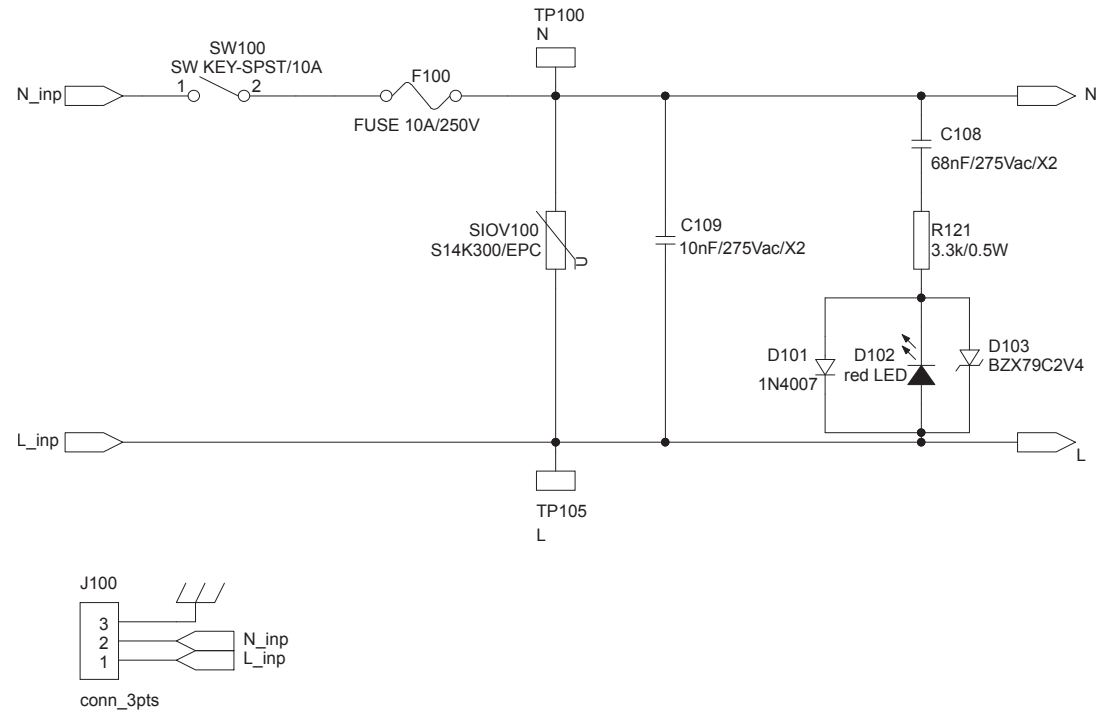 TP100
N
SW100
SW KEY-SPST/10A
F100
1
2
N_inp
N
FUSE 10A/250V
C108
68nF/275Vac/X2
SIOV100
S14K300/EPC
U
C109
10nF/275Vac/X2
R121
3.3k/0.5W
D101
1N4007
D102
red LED
D103
BZX79C2V4
L_inp
L
TP105
L
J100
3
2
1
N_inp
L_inp
conn_3pts